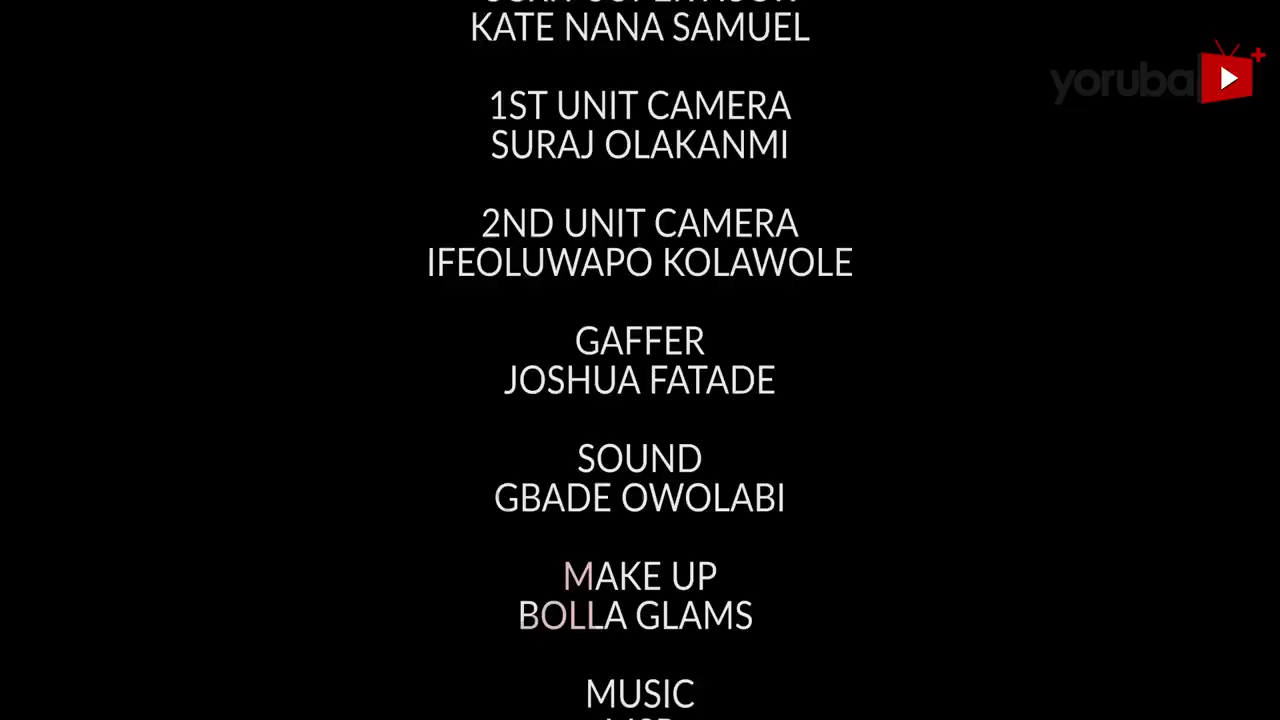 KATE NANA SAMUEL
yoruba
1ST UNIT CAMERA
SURAJ OLAKANMI
2ND UNIT CAMERA
IFEOLUWAPO KOLAWOLE
GAFFER
JOSHUA FATADE
SOUND
GBADE OWOLABI
MAKE UP
BOLLA GLAMS
MUSIC